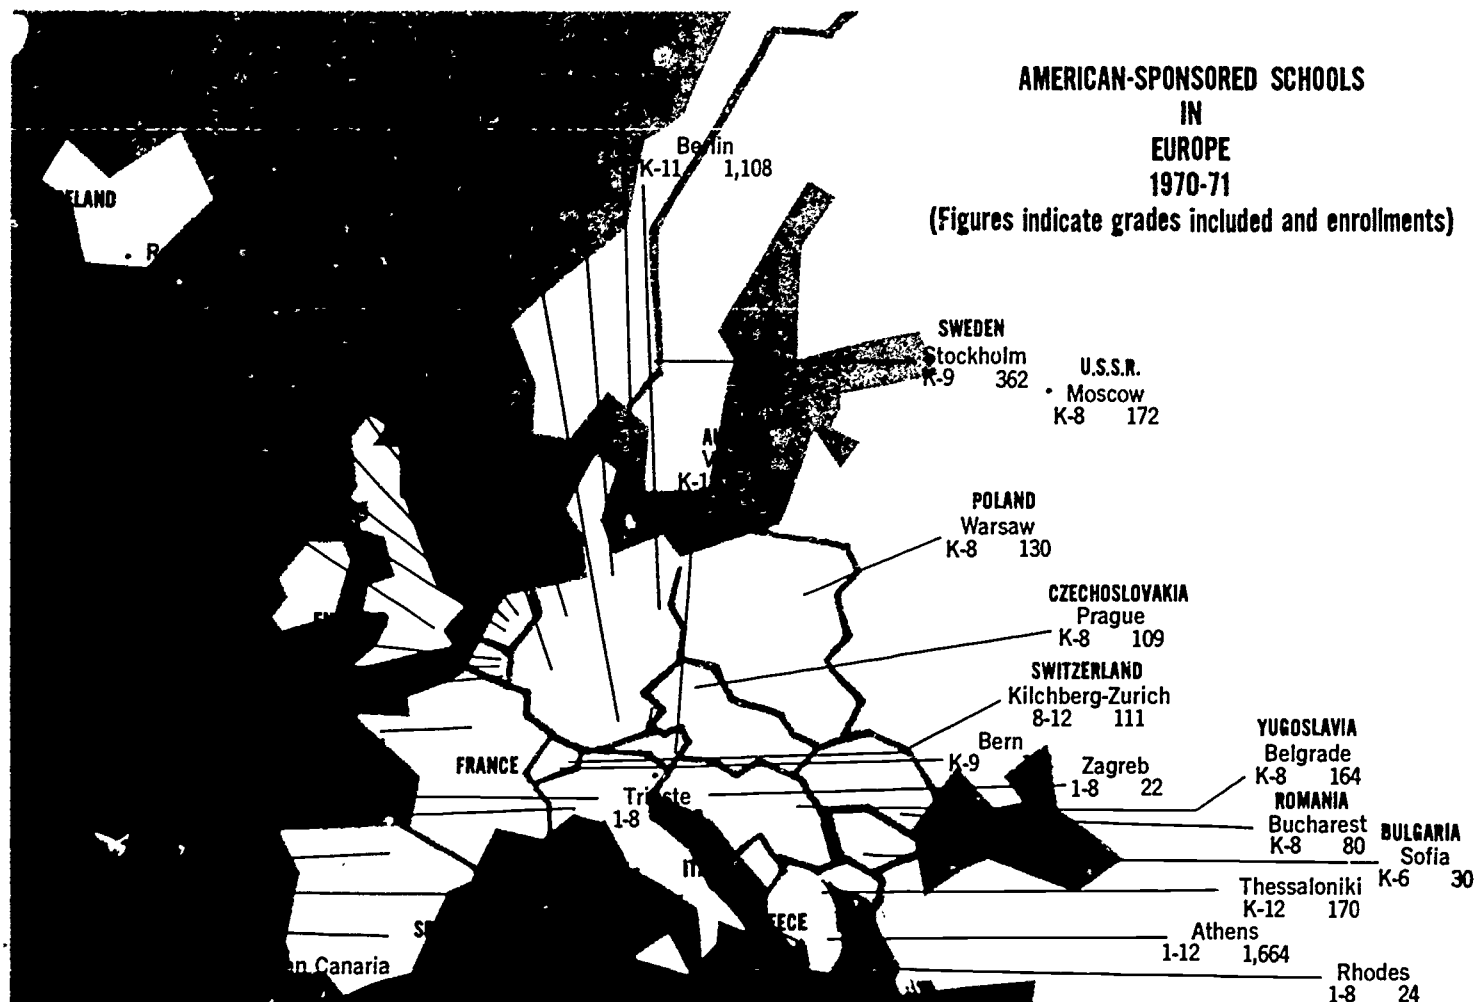 AMERICAN-SPONSORED SCHOOLS
IN
EUROPE
1970-71
(Figures indicate grades included and enrollments)
Berlin
K-11 1,108
SWEDEN
Stockholm
K-9 362
U.S.S.R.
Moscow
K-8 172
POLAND
Warsaw
K-8 130
CZECHOSLOVAKIA
Prague
K-8 109
SWITZERLAND
Kilchberg-Zurich
8-12 111
Bern
K-9
YUGOSLAVIA
Belgrade
K-8 164
Zagreb
1-8 22
FRANCE
Trieste
1-8
ROMANIA
Bucharest
K-8 80
BULGARIA
Sofia
K-6 30
Thessaloniki
K-12 170
Athens
1-12 1,664
Canaria
Rhodes
1-8 24